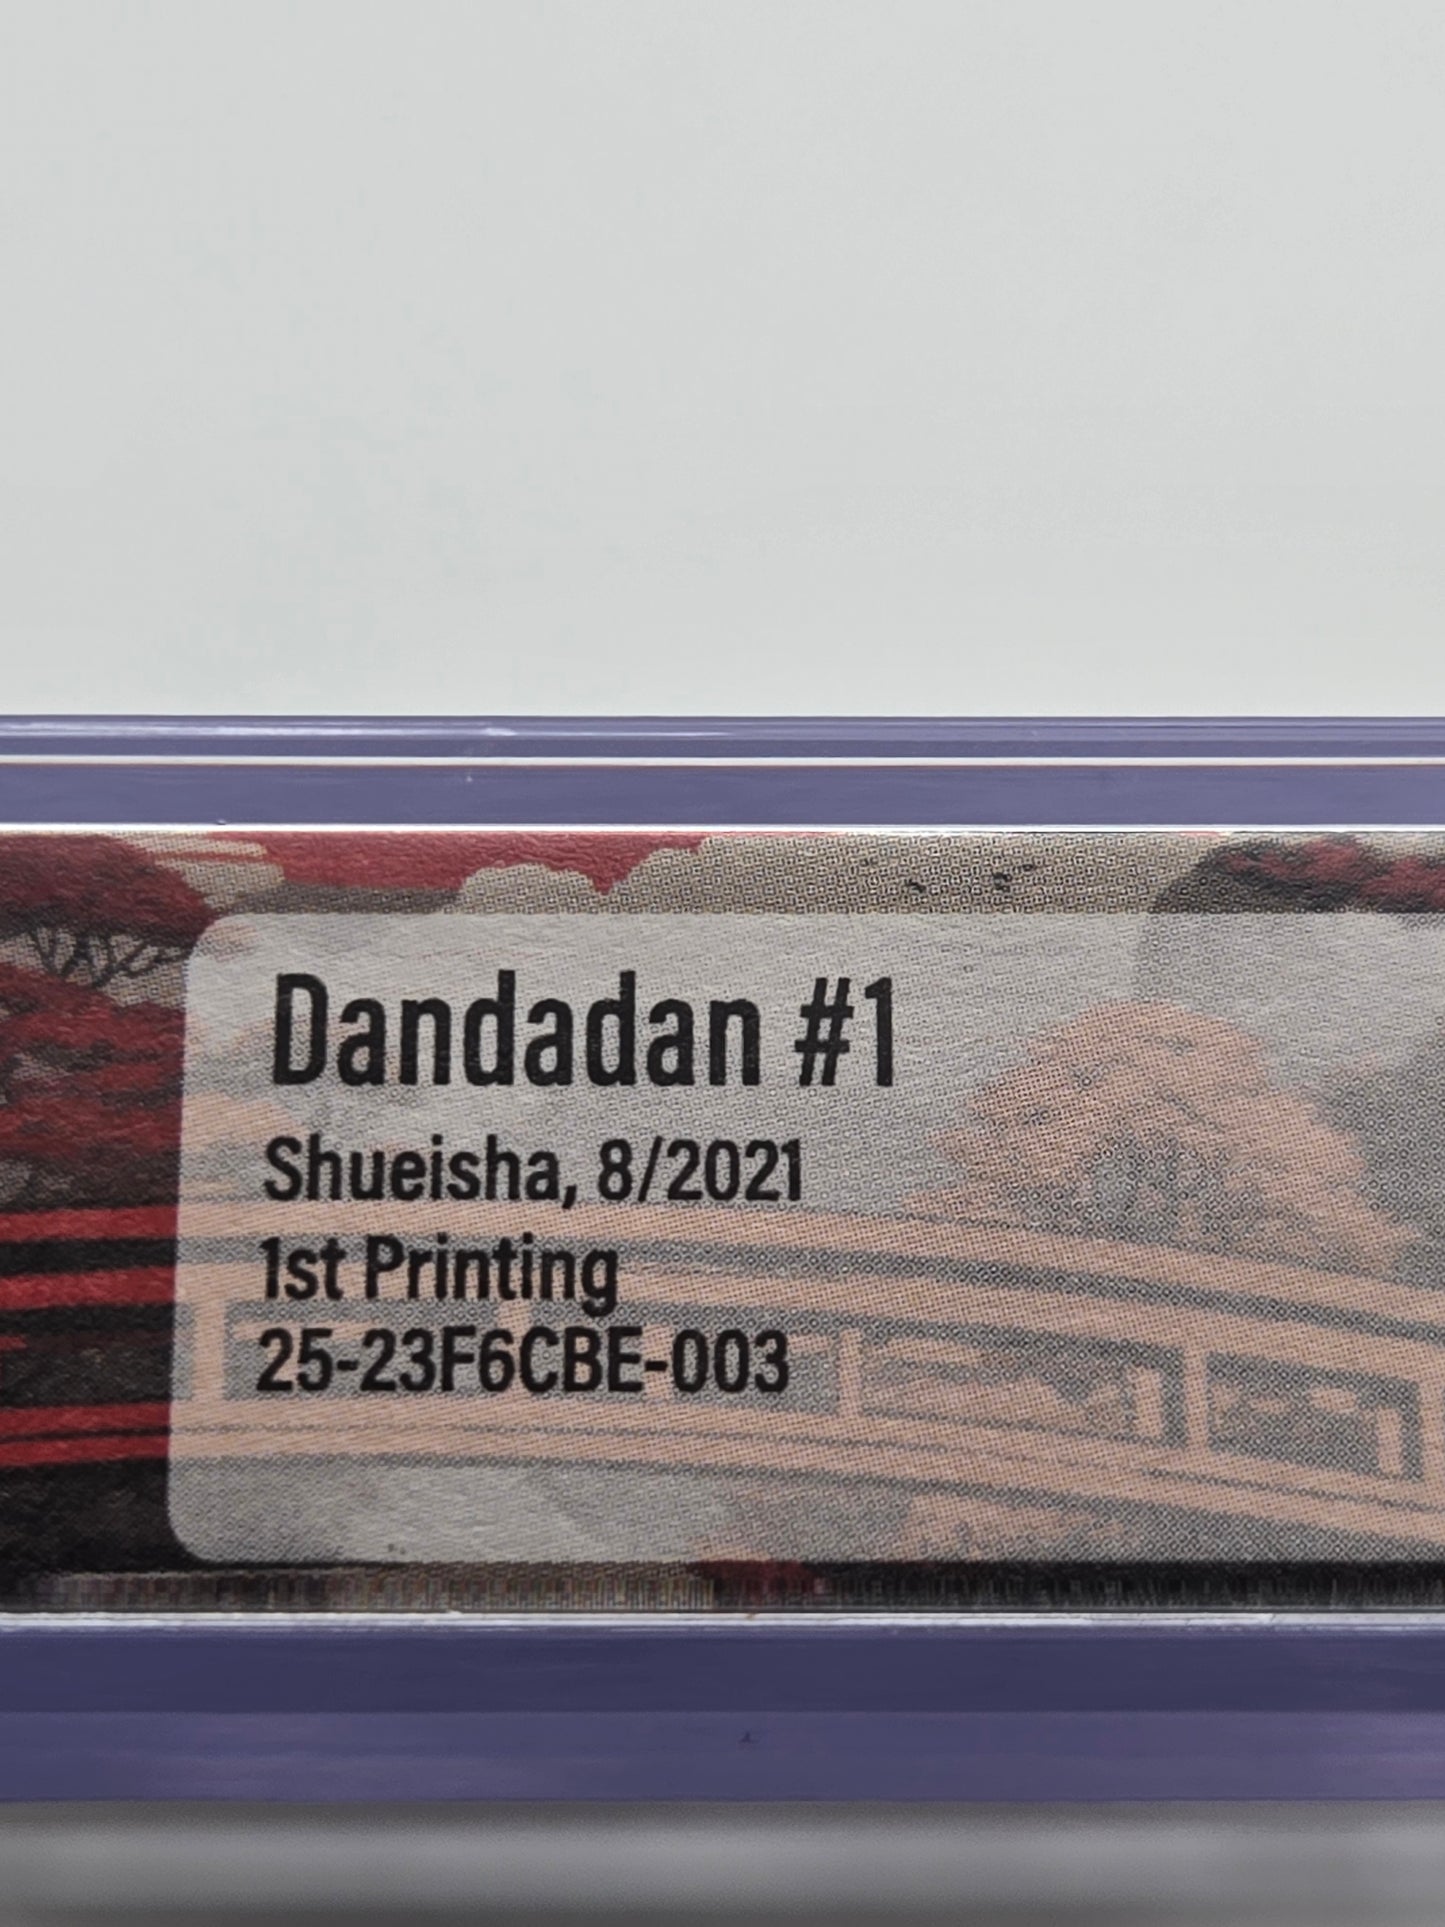 Dandadan #1
Shueisha, 8/2021
1st Printing
25-23F6CBE-003